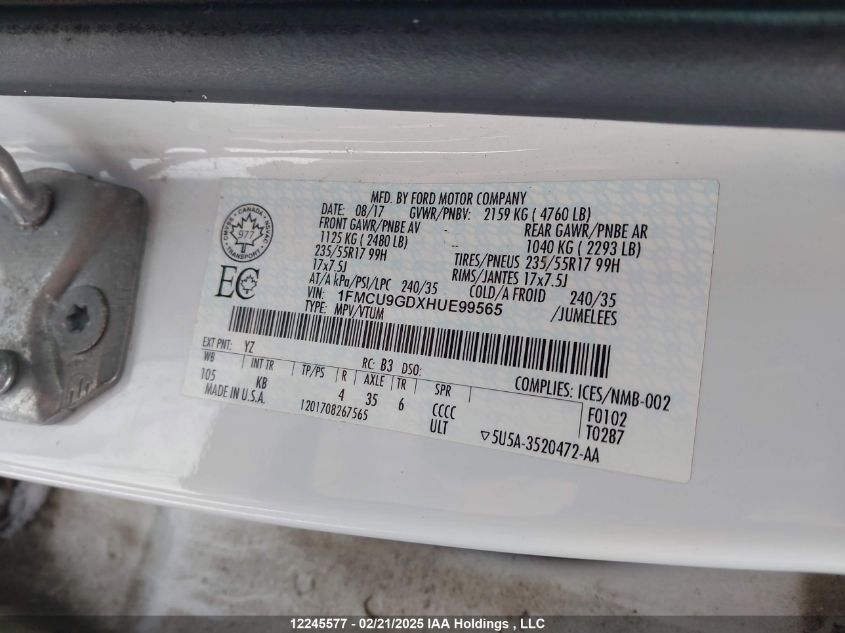 MFD. BY FORD MOTOR COMPANY
DATE: 08/17 GVWR/PNBV: 2159 KG ( 4760 LB)
FRONT GAWR/PNBE AV REAR GAWR/PNBE AR
1125 KG ( 2480 LB) 1040 KG ( 2293 LB)
235/55R17 99H TIRES/PNEUS 235/55R17 99H
17x7.5J RIMS/JANTES 17x7.5J
AT/A kPa/PSI/LPC 240/35 COLD/A FROID 240/35
VIN: 1FMCU9GDXHUE99565 /JUMELEES
TYPE: MPV/VTUM
CANADA
977
TRANSPORT
EC
EXT PNT: YZ RC: B3 DSO:
WB INT TR TP/PS R AXLE TR SPR COMPLIES: ICES/NMB-002
105 KB 4 35 6 CCCC F0102
MADE IN U.S.A. ULT T0287
1201708267565
▽5U5A-3520472-AA
12245577 - 02/21/2025 IAA Holdings , LLC